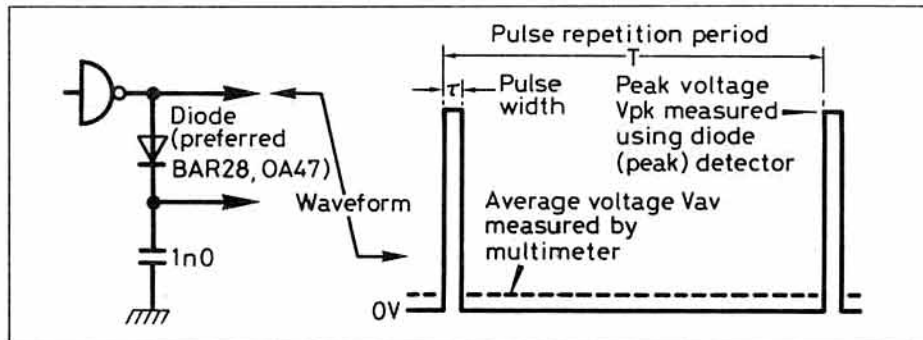 Pulse repetition period
T
τ
Pulse
width
Peak voltage
Vpk measured
using diode
(peak) detector
Diode
(preferred
BAR28, OA47)
Waveform
Average voltage Vav
measured by
multimeter
1n0
0V